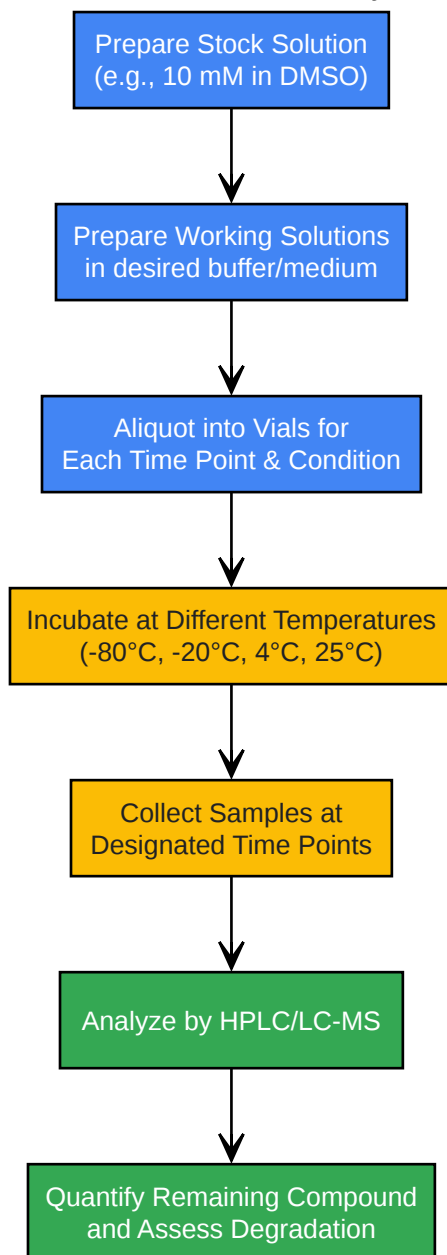 Prepare Stock Solution
(e.g., 10 mM in DMSO)
Prepare Working Solutions
in desired buffer/medium
Aliquot into Vials for
Each Time Point & Condition
Incubate at Different Temperatures
(-80°C, -20°C, 4°C, 25°C)
Collect Samples at
Designated Time Points
Analyze by HPLC/LC-MS
Quantify Remaining Compound
and Assess Degradation